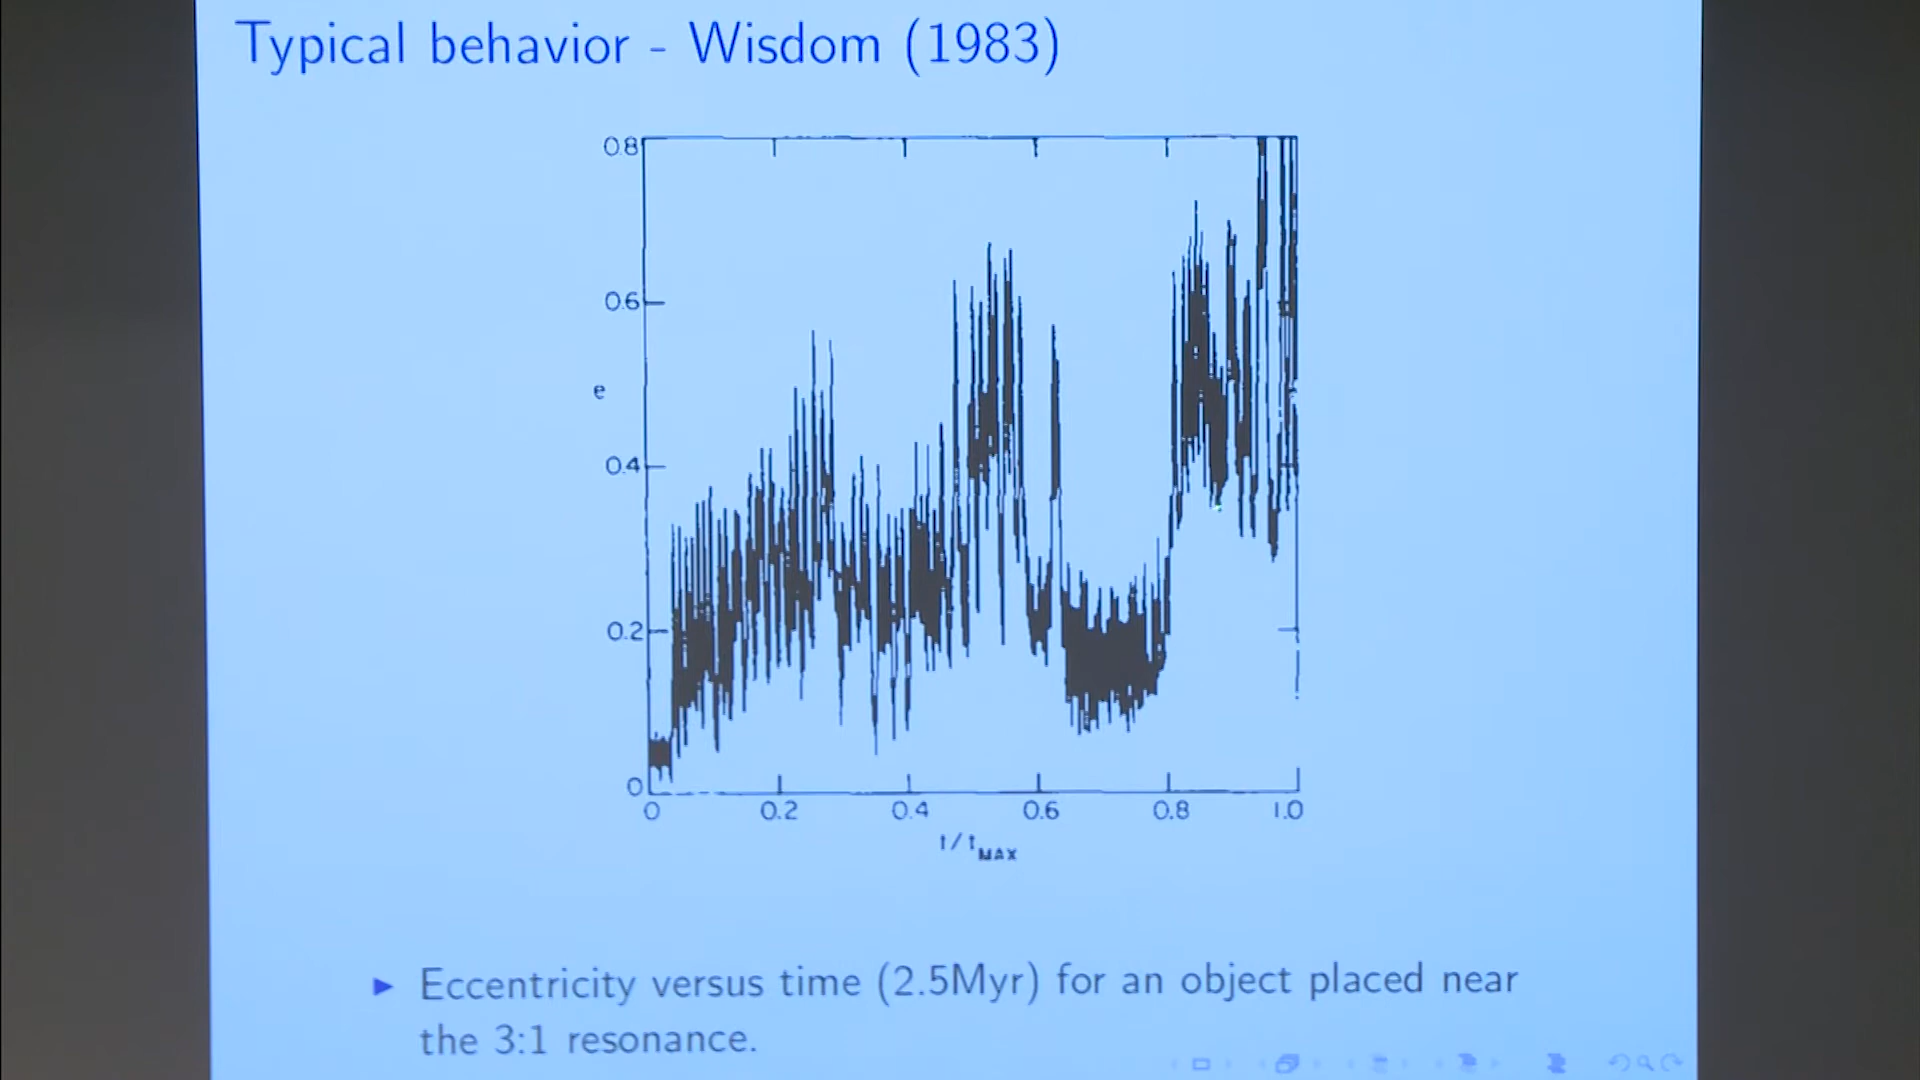 Typical behavior - Wisdom (1983)
0.8
0.6
e
0.4
0.2
0
0 0.2 0.4 0.6 0.8 1.0
t/tMAX
Eccentricity versus time (2.5Myr) for an object placed near
the 3:1 resonance.